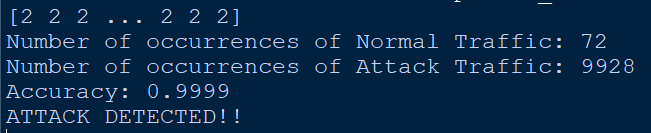 [2 2 2 ... 2 2 2]
Number of occurrences of Normal Traffic: 72
Number of occurrences of Attack Traffic: 9928
Accuracy: 0.9999
ATTACK DETECTED!!